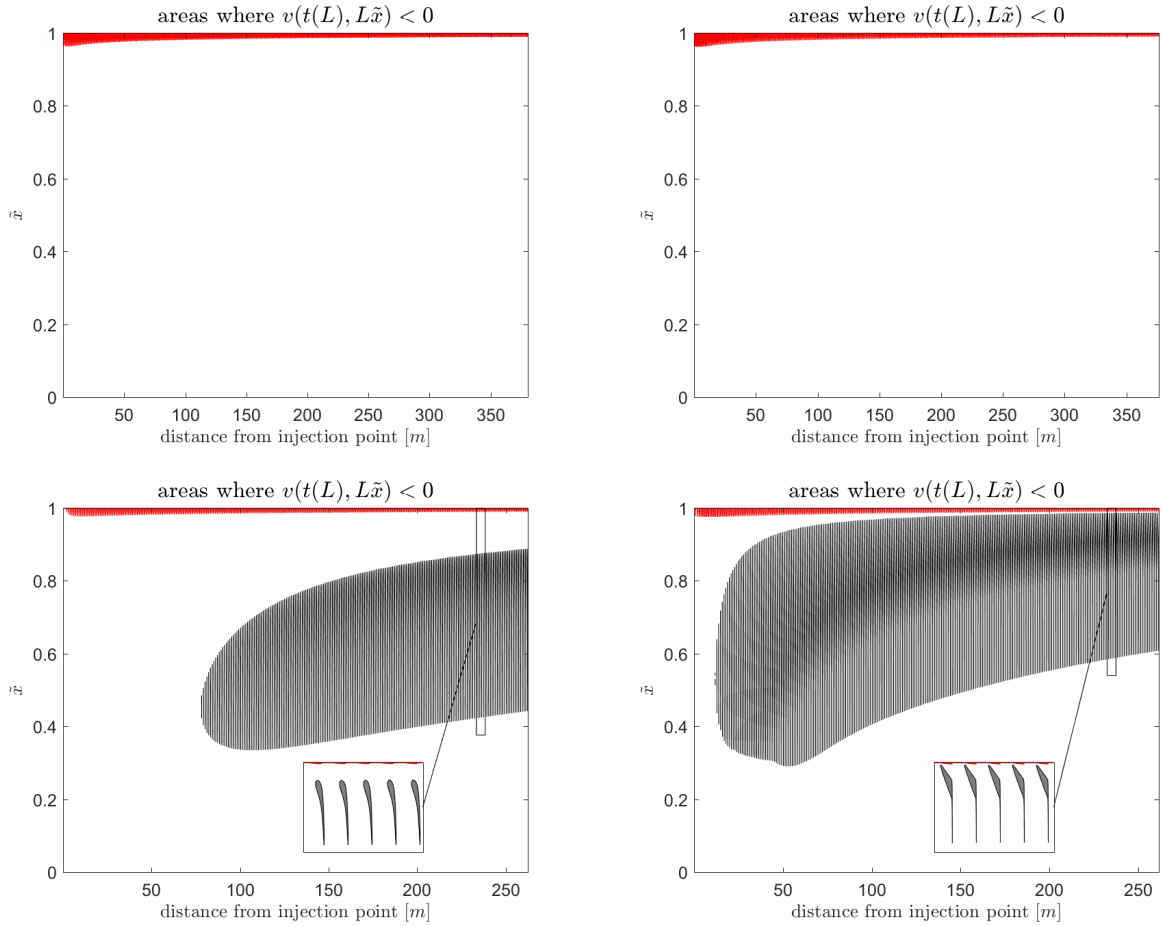 areas where v(t(L), Lx̃) < 0
1
0.8
0.6
0.4
0.2
0
x̃
50 100 150 200 250 300 350
distance from injection point [m]
areas where v(t(L), Lx̃) < 0
1
0.8
0.6
0.4
0.2
0
x̃
50 100 150 200 250 300 350
distance from injection point [m]
areas where v(t(L), Lx̃) < 0
1
0.8
0.6
0.4
0.2
0
x̃
50 100 150 200 250
distance from injection point [m]
areas where v(t(L), Lx̃) < 0
1
0.8
0.6
0.4
0.2
0
x̃
50 100 150 200 250
distance from injection point [m]